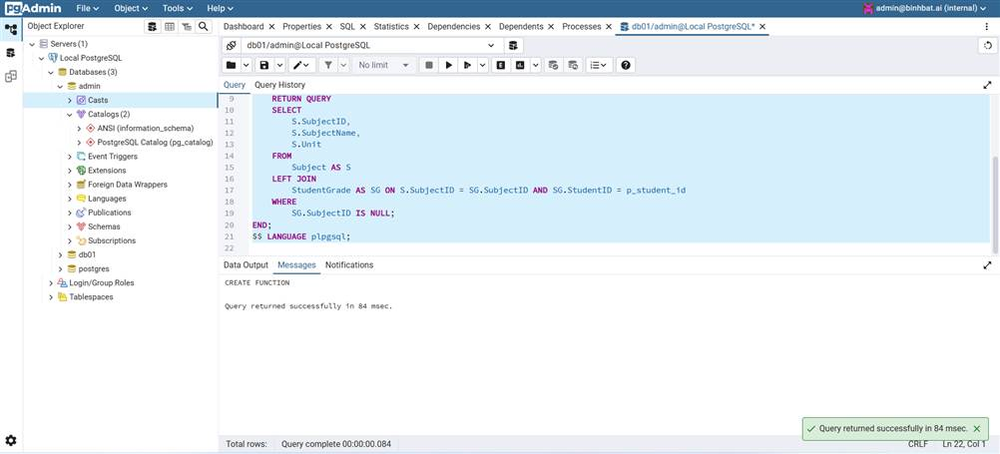 pgAdmin File Object Tools Help admin@binhbat.ai (internal)
Object Explorer
Dashboard Properties SQL Statistics Dependencies Dependents Processes db01/admin@Local PostgreSQL*
Servers (1)
Local PostgreSQL
Databases (3)
admin
Casts
Catalogs (2)
ANSI (information_schema)
PostgreSQL Catalog (pg_catalog)
Event Triggers
Extensions
Foreign Data Wrappers
Languages
Publications
Schemas
Subscriptions
db01
postgres
Login/Group Roles
Tablespaces
db01/admin@Local PostgreSQL
No limit
Query Query History
9 RETURN QUERY
10 SELECT
11 S.SubjectID,
12 S.SubjectName,
13 S.Unit
14 FROM
15 Subject AS S
16 LEFT JOIN
17 StudentGrade AS SG ON S.SubjectID = SG.SubjectID AND SG.StudentID = p_student_id
18 WHERE
19 SG.SubjectID IS NULL;
20 END;
21 $$ LANGUAGE plpgsql;
22
Data Output Messages Notifications
CREATE FUNCTION
Query returned successfully in 84 msec.
Query returned successfully in 84 msec.
Total rows: Query complete 00:00:00.084 CRLF Ln 22, Col 1